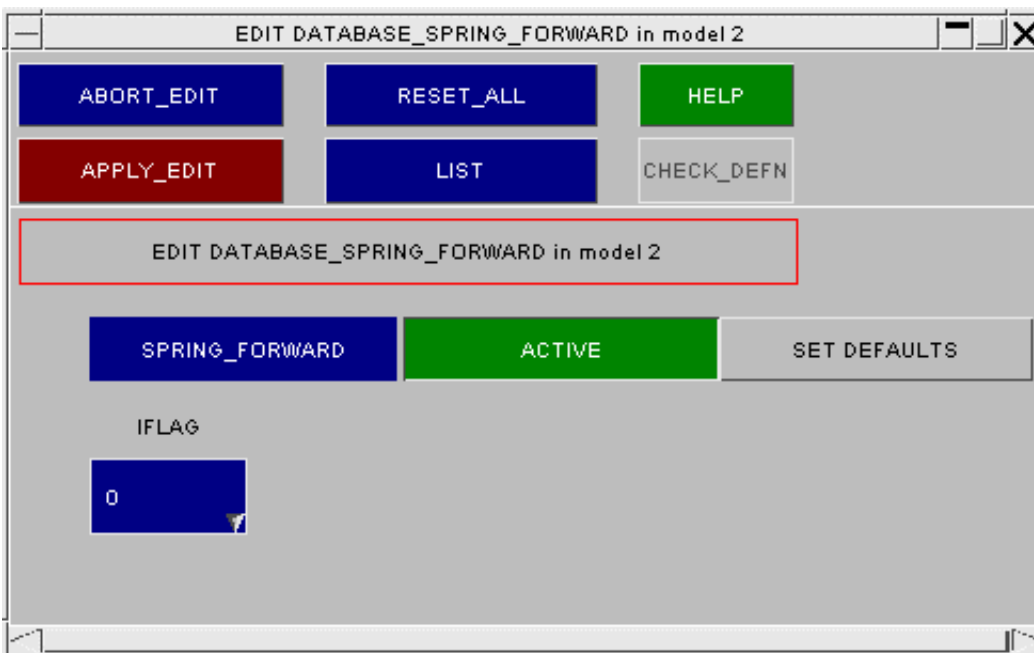 EDIT DATABASE_SPRING_FORWARD in model 2
ABORT_EDIT RESET_ALL HELP
APPLY_EDIT LIST CHECK_DEFN
EDIT DATABASE_SPRING_FORWARD in model 2
SPRING_FORWARD ACTIVE SET DEFAULTS
IFLAG
0